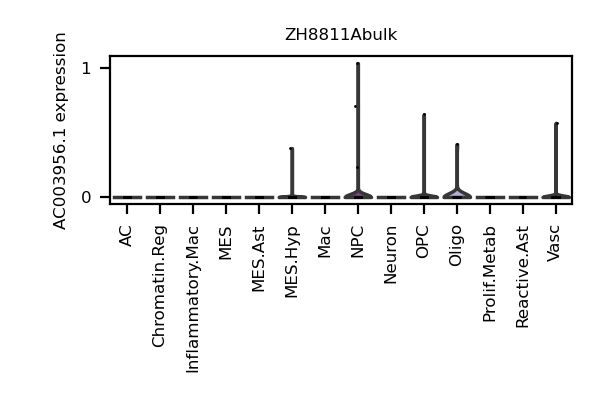 ZH8811Abulk
AC003956.1 expression
1
0
AC
Chromatin.Reg
Inflammatory.Mac
MES
MES.Ast
MES.Hyp
Mac
NPC
Neuron
OPC
Oligo
Prolif.Metab
Reactive.Ast
Vasc